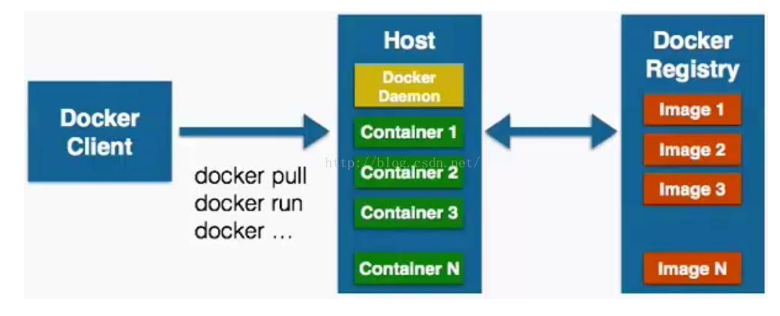 Docker
Client
docker pull
docker run
docker ...
Host
Docker
Daemon
Container 1
Container 2
Container 3
Container N
http://blog.csdn.net/
Docker
Registry
Image 1
Image 2
Image 3
Image N